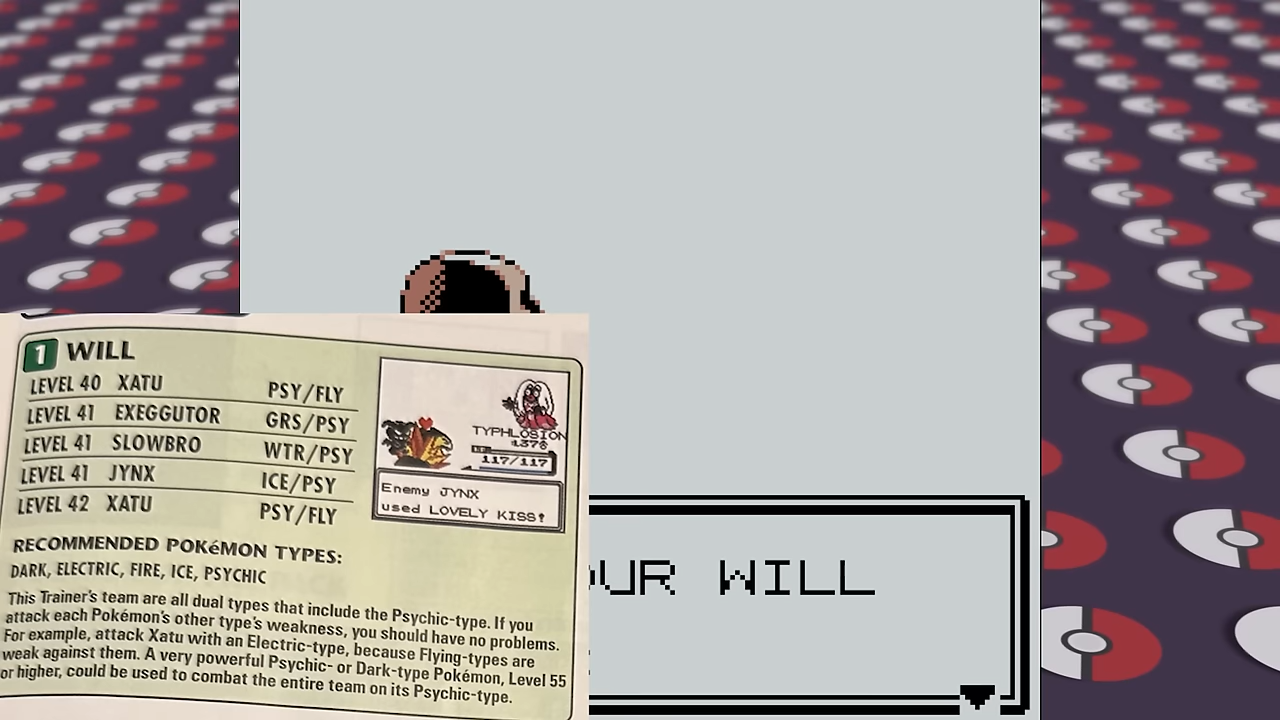 1 WILL
LEVEL 40 XATU PSY/FLY
LEVEL 41 EXEGGUTOR GRS/PSY
LEVEL 41 SLOWBRO WTR/PSY
LEVEL 41 JYNX ICE/PSY
LEVEL 42 XATU PSY/FLY
TYPHLOSION
117/117
Enemy JYNX
used LOVELY KISS!
RECOMMENDED POKéMON TYPES:
DARK, ELECTRIC, FIRE, ICE, PSYCHIC
This Trainer's team are all dual types that include the Psychic-type. If you
attack each Pokémon's other type's weakness, you should have no problems.
For example, attack Xatu with an Electric-type, because Flying-types are
weak against them. A very powerful Psychic- or Dark-type Pokémon, Level 55
or higher, could be used to combat the entire team on its Psychic-type.
OUR WILL